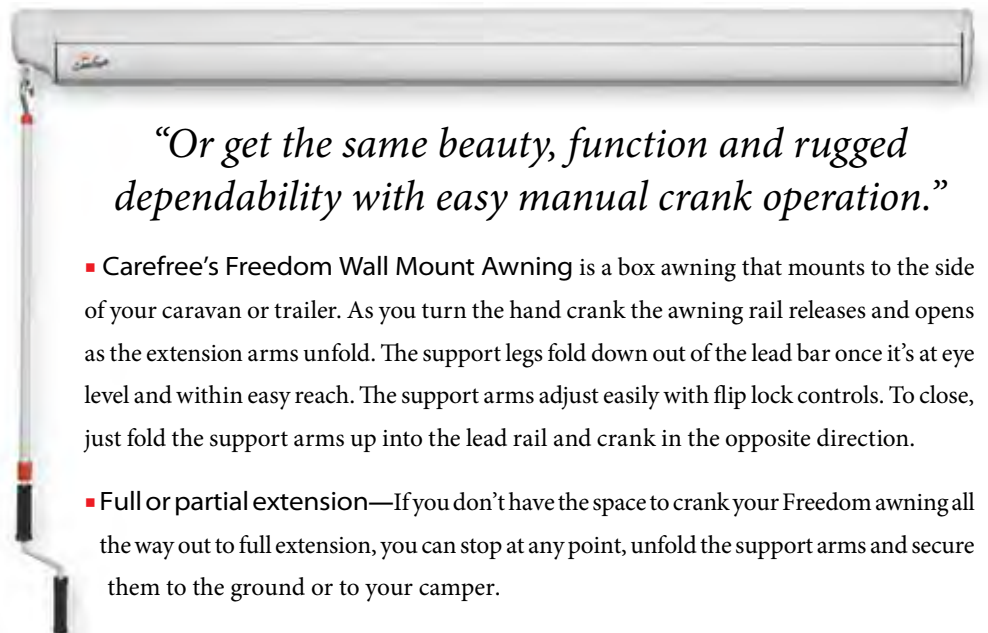 “Or get the same beauty, function and rugged
dependability with easy manual crank operation.”
▪ Carefree’s Freedom Wall Mount Awning is a box awning that mounts to the side
of your caravan or trailer. As you turn the hand crank the awning rail releases and opens
as the extension arms unfold. The support legs fold down out of the lead bar once it’s at eye
level and within easy reach. The support arms adjust easily with flip lock controls. To close,
just fold the support arms up into the lead rail and crank in the opposite direction.
▪ Full or partial extension—If you don’t have the space to crank your Freedom awning all
the way out to full extension, you can stop at any point, unfold the support arms and secure
them to the ground or to your camper.